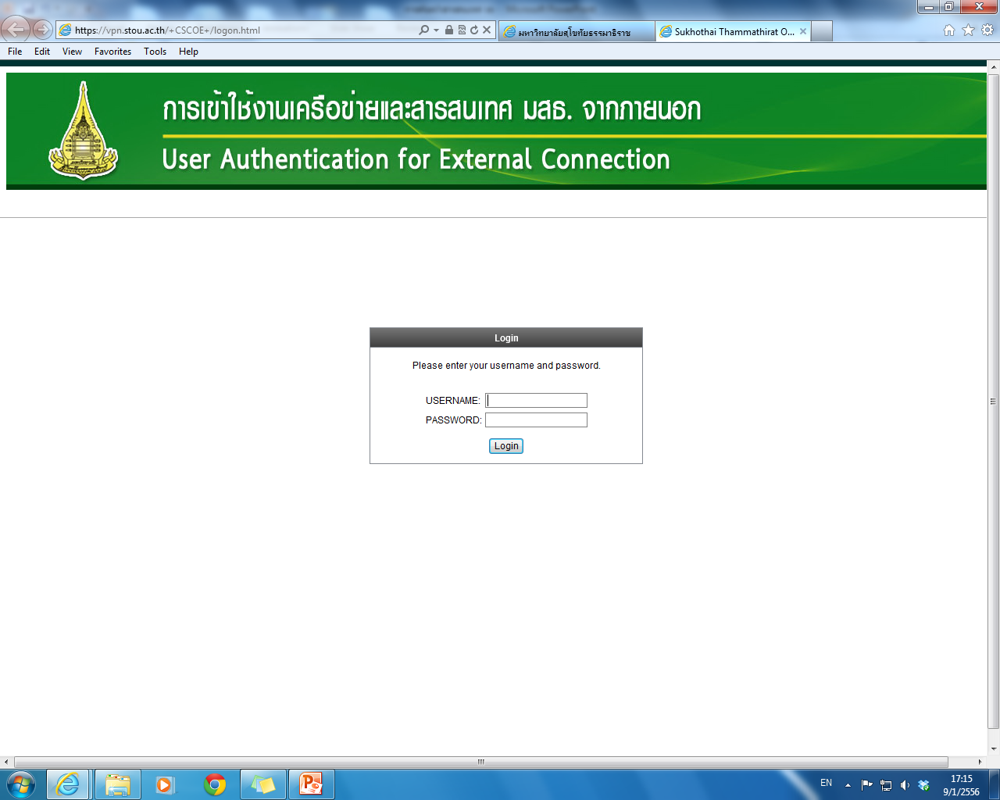 https://vpn.stou.ac.th/+CSCOE+/logon.html
มหาวิทยาลัยสุโขทัยธรรมาธิราช
Sukhothai Thammathirat O...
File Edit View Favorites Tools Help
การเข้าใช้งานเครือข่ายและสารสนเทศ มสธ. จากภายนอก
User Authentication for External Connection
Login
Please enter your username and password.
USERNAME:
PASSWORD:
Login
EN
17:15
9/1/2556